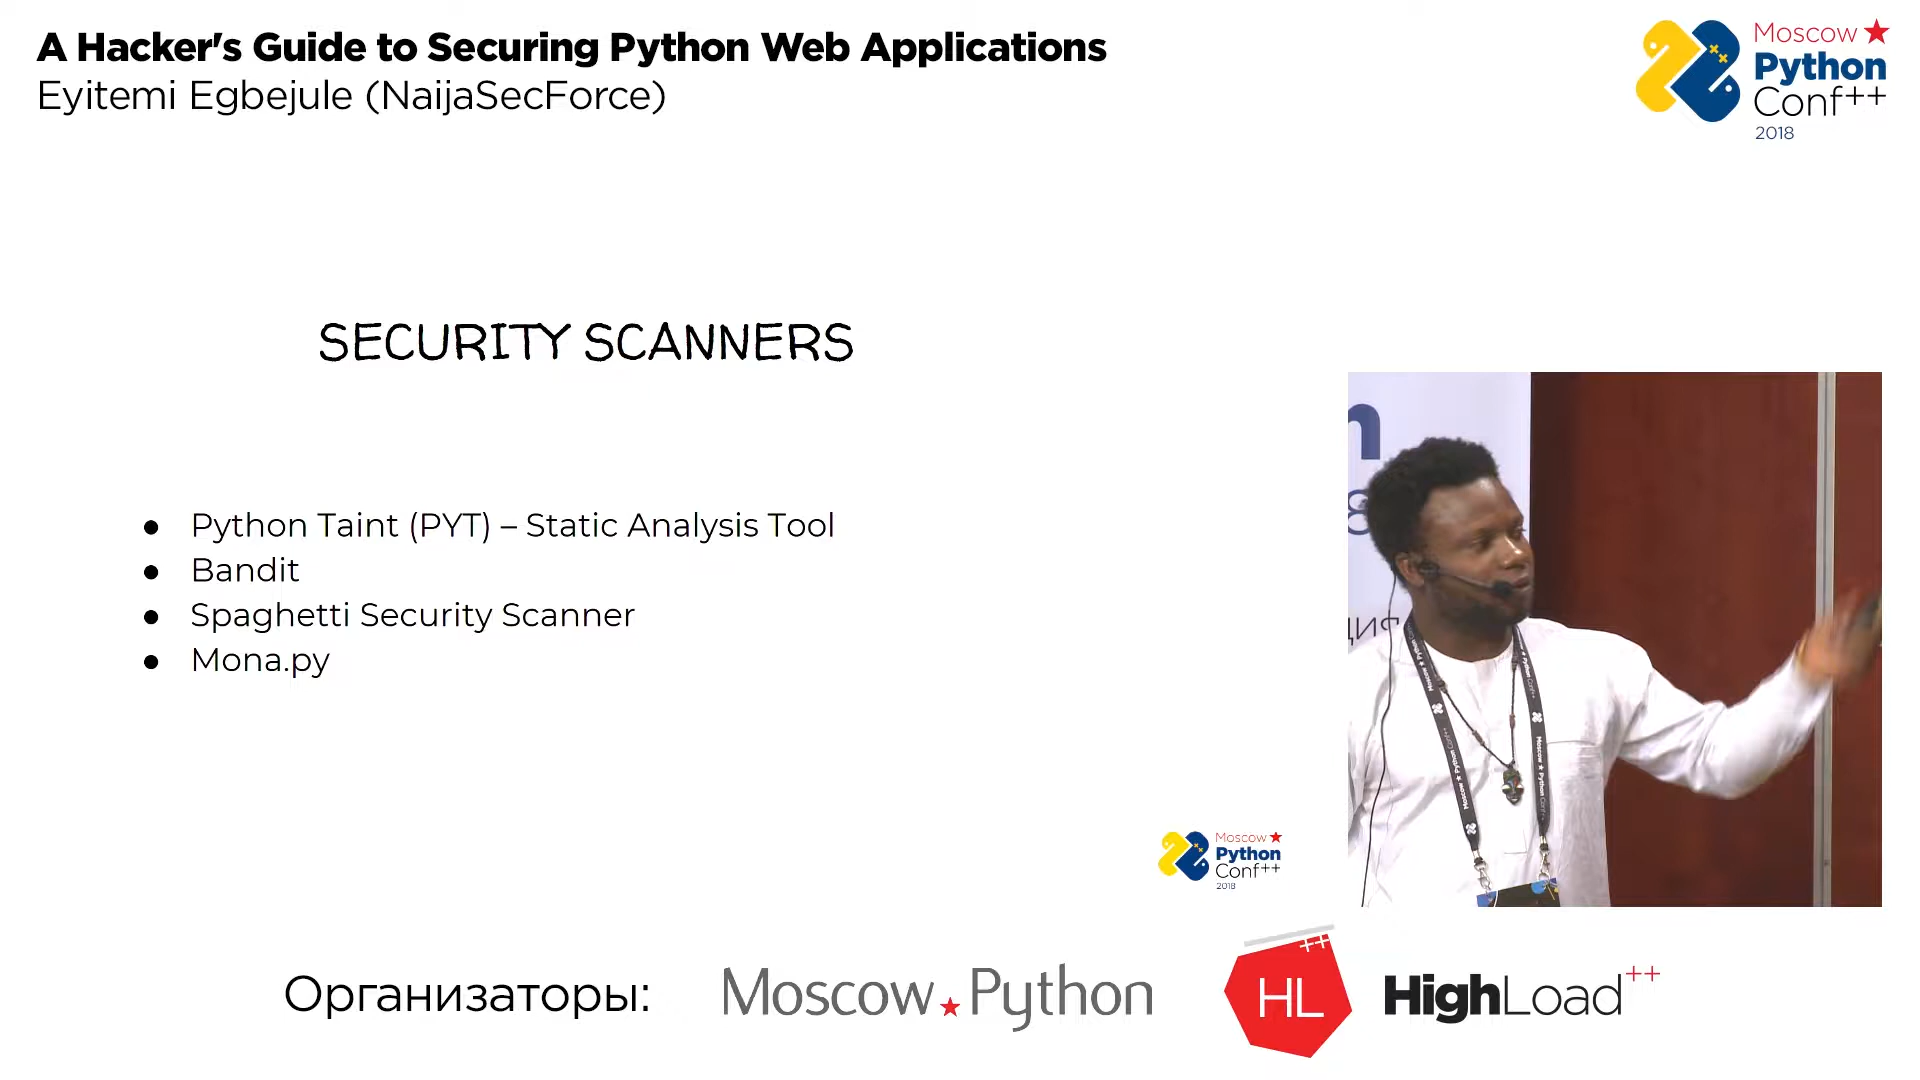 A Hacker's Guide to Securing Python Web Applications
Eyitemi Egbejule (NaijaSecForce)
Moscow
Python
Conf++
2018
SECURITY SCANNERS
● Python Taint (PYT) – Static Analysis Tool
● Bandit
● Spaghetti Security Scanner
● Mona.py
Moscow
Python
Conf++
2018
Организаторы:
Moscow Python
HL++
HighLoad++